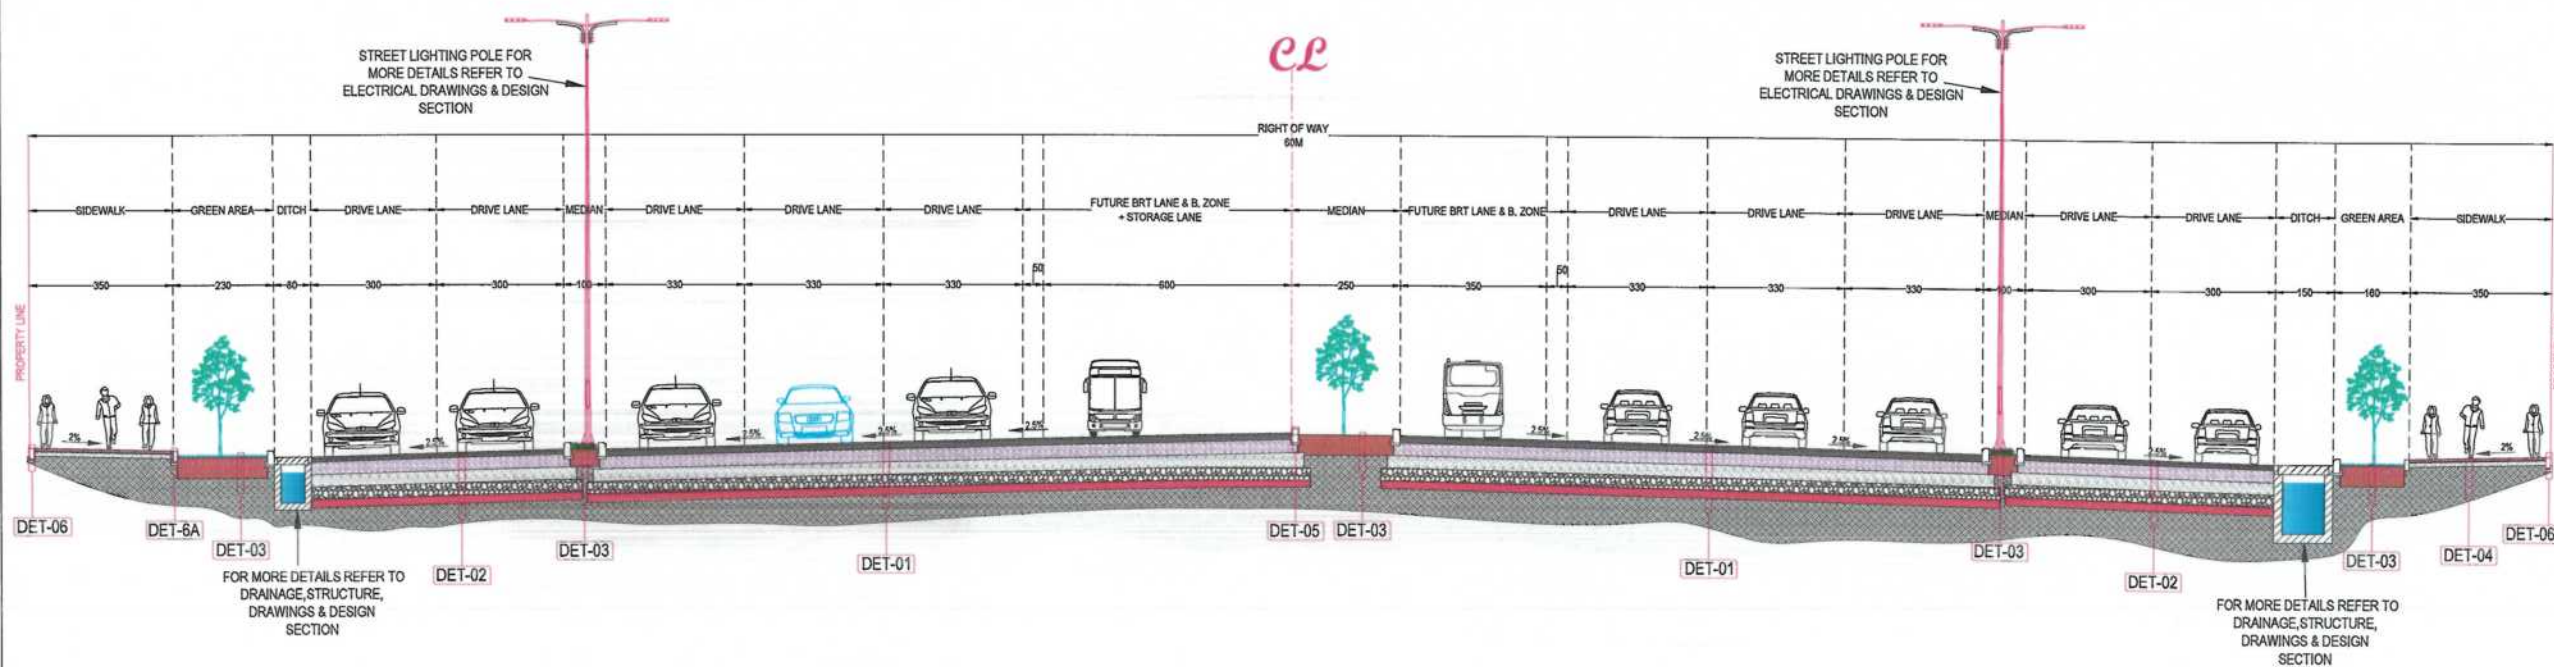 STREET LIGHTING POLE FOR
MORE DETAILS REFER TO
ELECTRICAL DRAWINGS & DESIGN
SECTION
CL
STREET LIGHTING POLE FOR
MORE DETAILS REFER TO
ELECTRICAL DRAWINGS & DESIGN
SECTION
RIGHT OF WAY
60M
SIDEWALK GREEN AREA DITCH DRIVE LANE DRIVE LANE MEDIAN DRIVE LANE DRIVE LANE DRIVE LANE FUTURE BRT LANE & B. ZONE
+ STORAGE LANE
MEDIAN FUTURE BRT LANE & B. ZONE DRIVE LANE DRIVE LANE DRIVE LANE MEDIAN DRIVE LANE DRIVE LANE DITCH GREEN AREA SIDEWALK
350 230 80 300 300 100 330 330 330 50 600 250 350 50 330 330 330 100 300 300 150 160 350
PROPERTY LINE
2% 2.5% 2.5% 2.5% 2.5% 2.5% 2.5% 2.5% 2.5% 2%
DET-06 DET-6A DET-03 DET-02 DET-03 DET-01 DET-05 DET-03 DET-01 DET-03 DET-02 DET-03 DET-04 DET-06
FOR MORE DETAILS REFER TO
DRAINAGE,STRUCTURE,
DRAWINGS & DESIGN
SECTION
FOR MORE DETAILS REFER TO
DRAINAGE,STRUCTURE,
DRAWINGS & DESIGN
SECTION